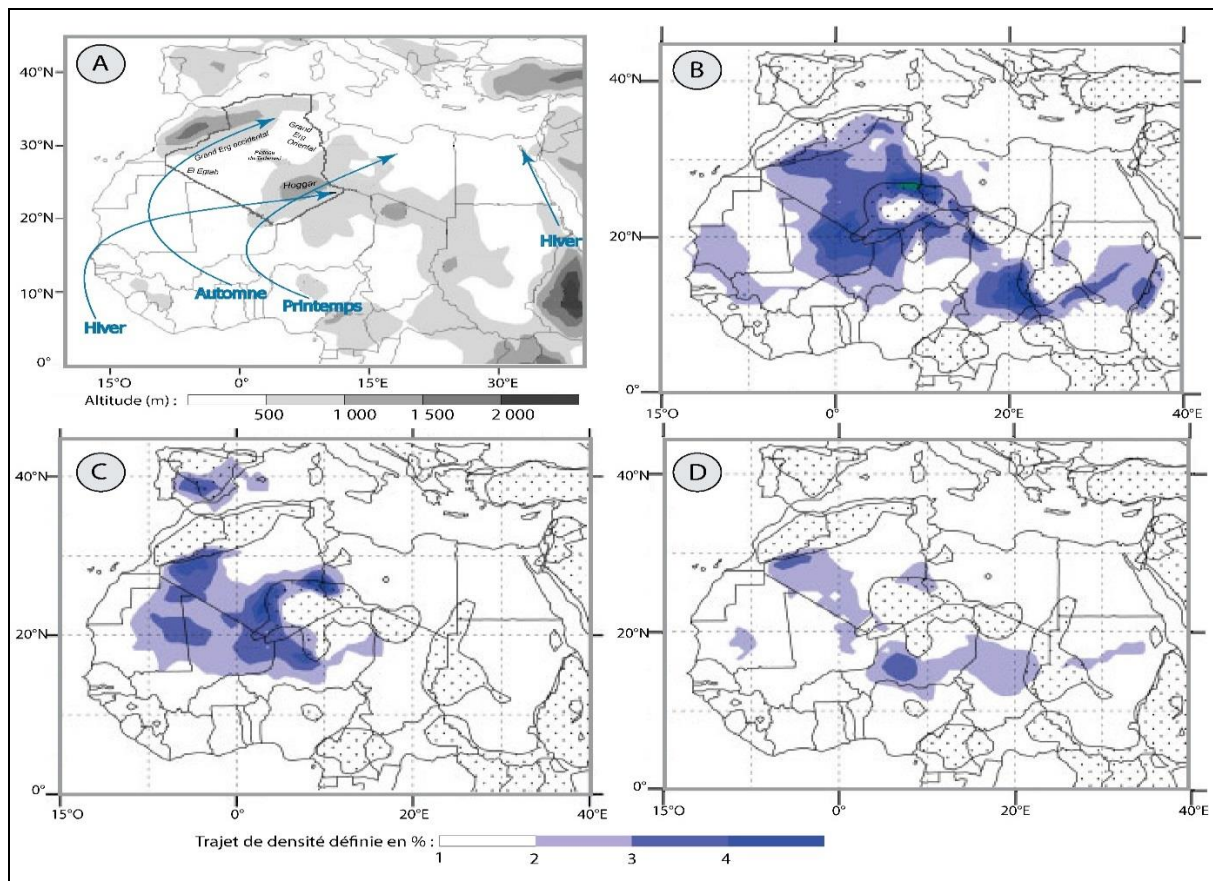 A
40°N
30°N
20°N
10°N
0°
15°O
0°
15°E
30°E
Grand Erg occidental
Grand
Erg
Oriental
El Eglab
Hoggar
Hiver
Automne
Printemps
Hiver
Altitude (m) :
500
1 000
1 500
2 000
B
40°N
20°N
0°
15°O
0°
20°E
40°E
C
40°N
20°N
0°
15°O
0°
20°E
40°E
D
40°N
20°N
0°
15°O
0°
20°E
40°E
Trajet de densité définie en % :
1
2
3
4